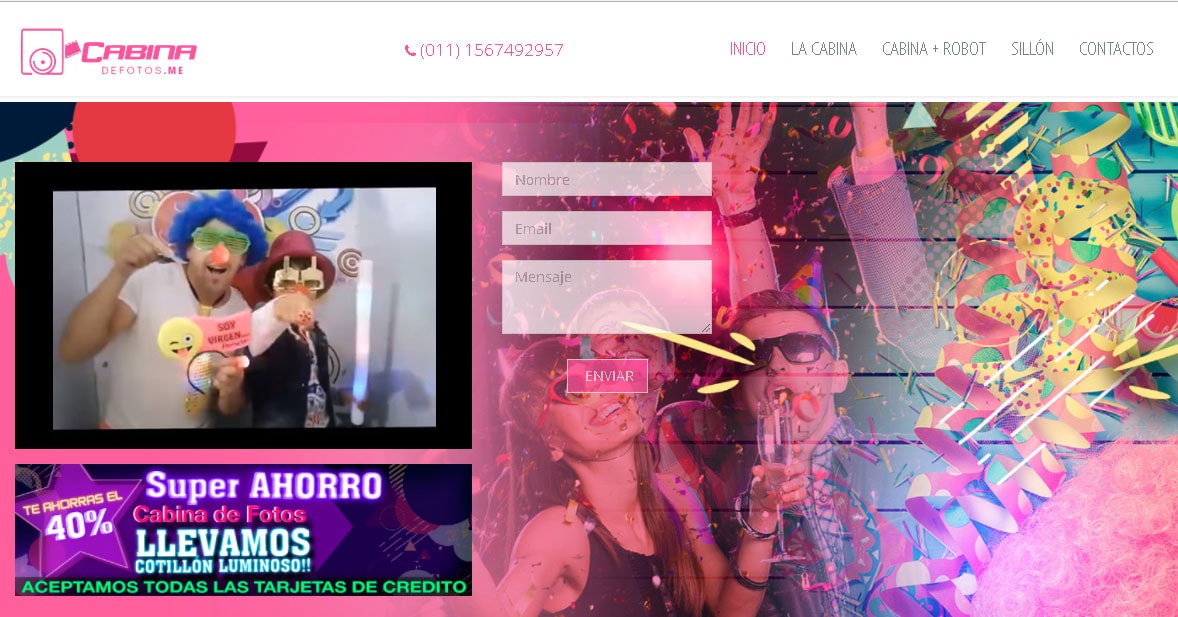 CABINA
DEFOTOS.ME
(011) 1567492957
INICIO
LA CABINA
CABINA + ROBOT
SILLÓN
CONTACTOS
SOY
VIRGEN...
Nombre
Email
Mensaje
ENVIAR
TE AHORRAS EL
40%
Super AHORRO
Cabina de Fotos
LLEVAMOS
COTILLÓN LUMINOSO!!
ACEPTAMOS TODAS LAS TARJETAS DE CREDITO